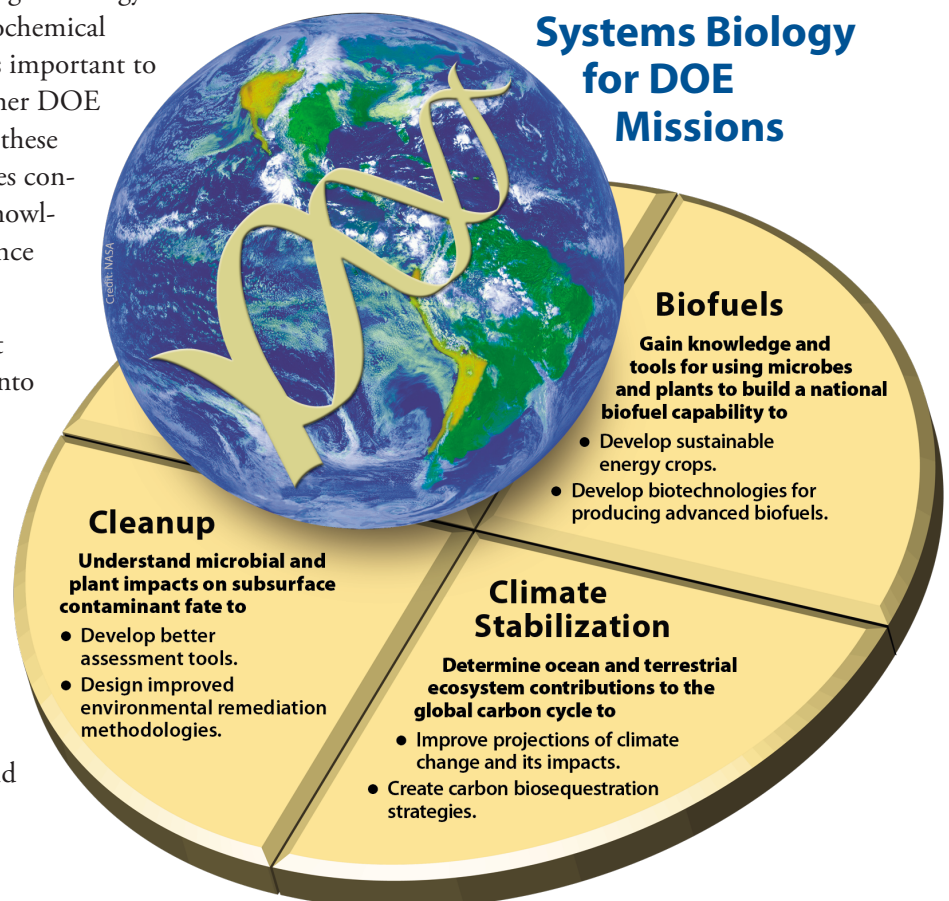 ochemical
important to
her DOE
these
es con-
nce
nto
Systems Biology
for DOE
Missions
Credit: NASA
Biofuels
Gain knowledge and
tools for using microbes
and plants to build a national
biofuel capability to
• Develop sustainable
energy crops.
• Develop biotechnologies for
producing advanced biofuels.
Cleanup
Understand microbial and
plant impacts on subsurface
contaminant fate to
• Develop better
assessment tools.
• Design improved
environmental remediation
methodologies.
Climate
Stabilization
Determine ocean and terrestrial
ecosystem contributions to the
global carbon cycle to
• Improve projections of climate
change and its impacts.
• Create carbon biosequestration
strategies.